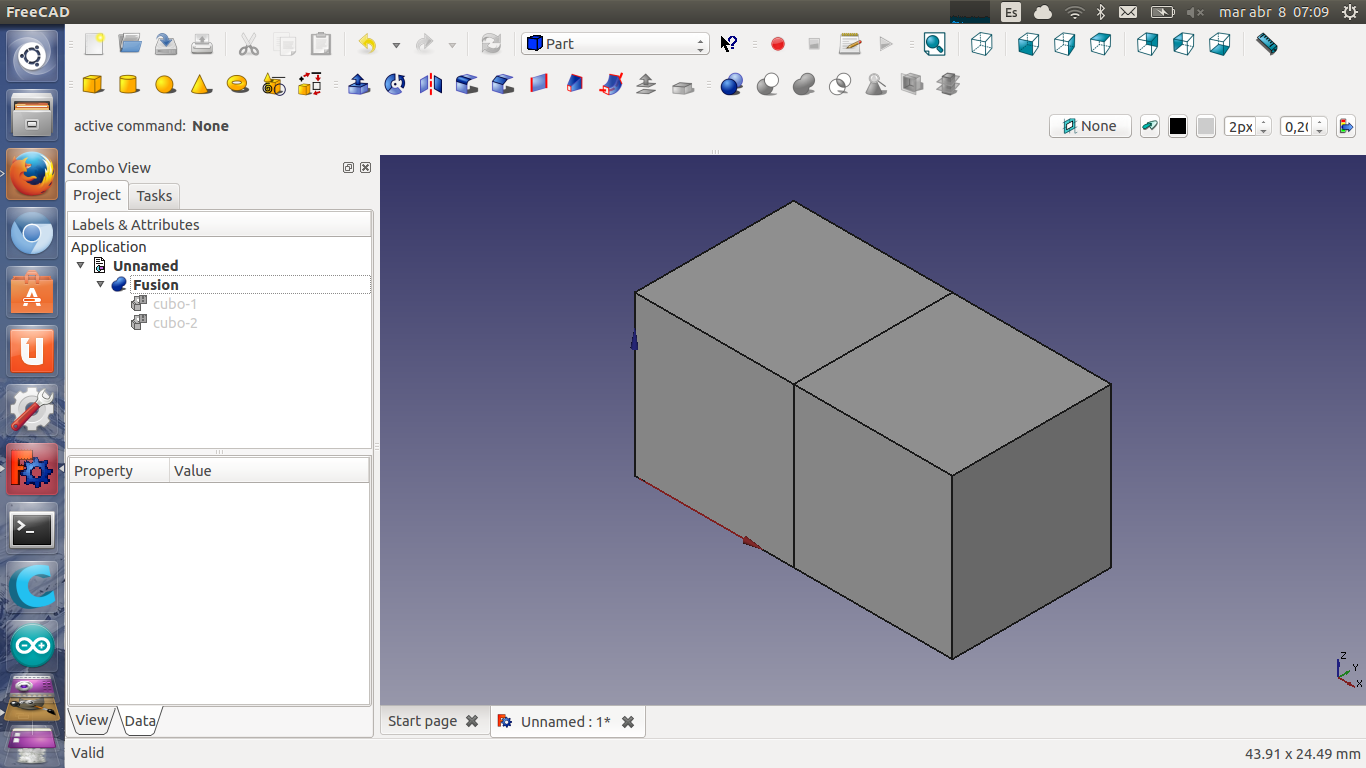 FreeCAD
Es
mar abr 8 07:09
Part
active command: None
None
2px
0,20
Combo View
Project
Tasks
Labels & Attributes
Application
Unnamed
Fusion
cubo-1
cubo-2
Property
Value
View
Data
Start page
Unnamed : 1*
Z
Y
X
Valid
43.91 x 24.49 mm